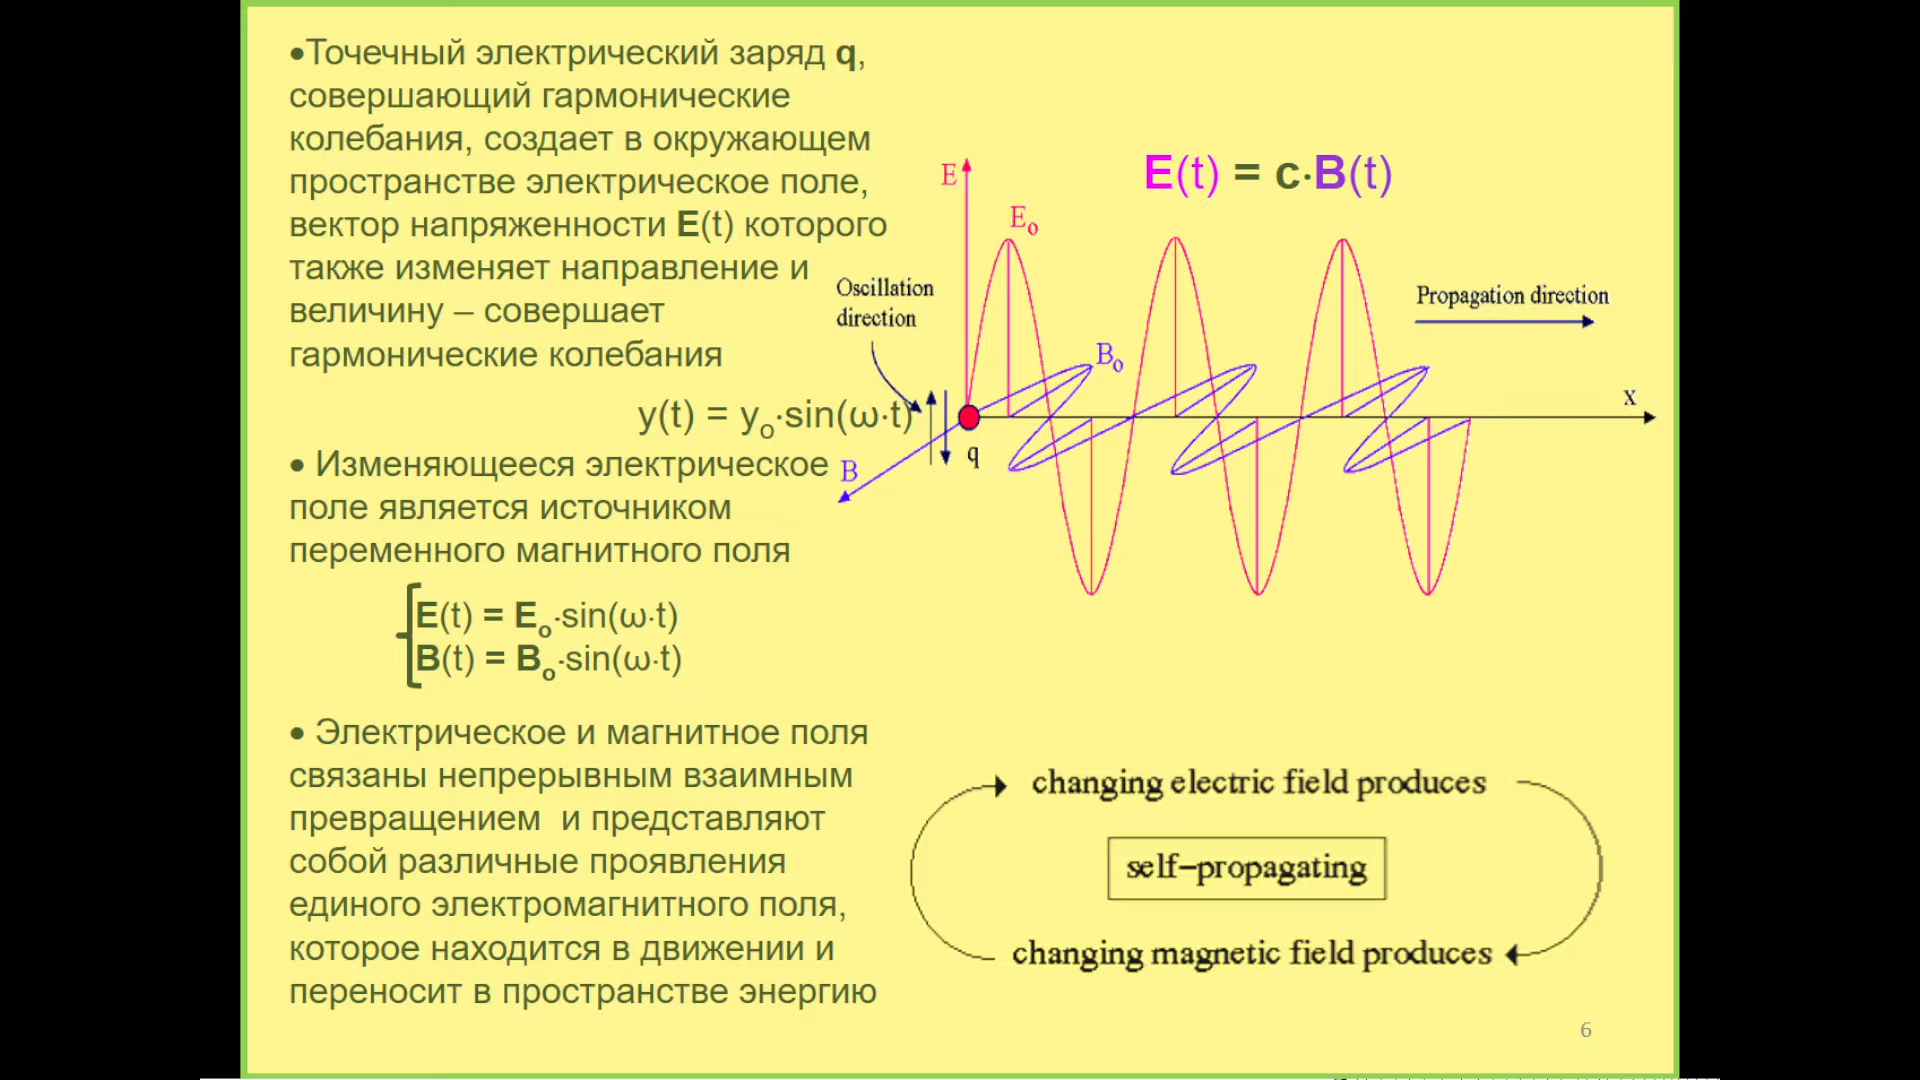 •Точечный электрический заряд q,
совершающий гармонические
колебания, создает в окружающем
пространстве электрическое поле,
вектор напряженности E(t) которого
также изменяет направление и
величину – совершает
гармонические колебания
y(t) = yo·sin(ω·t)
• Изменяющееся электрическое
поле является источником
переменного магнитного поля
E(t) = Eo·sin(ω·t)
B(t) = Bo·sin(ω·t)
• Электрическое и магнитное поля
связаны непрерывным взаимным
превращением и представляют
собой различные проявления
единого электромагнитного поля,
которое находится в движении и
переносит в пространстве энергию
E(t) = c·B(t)
E
Eo
Oscillation
direction
Propagation direction
Bo
x
q
B
changing electric field produces
self-propagating
changing magnetic field produces
6